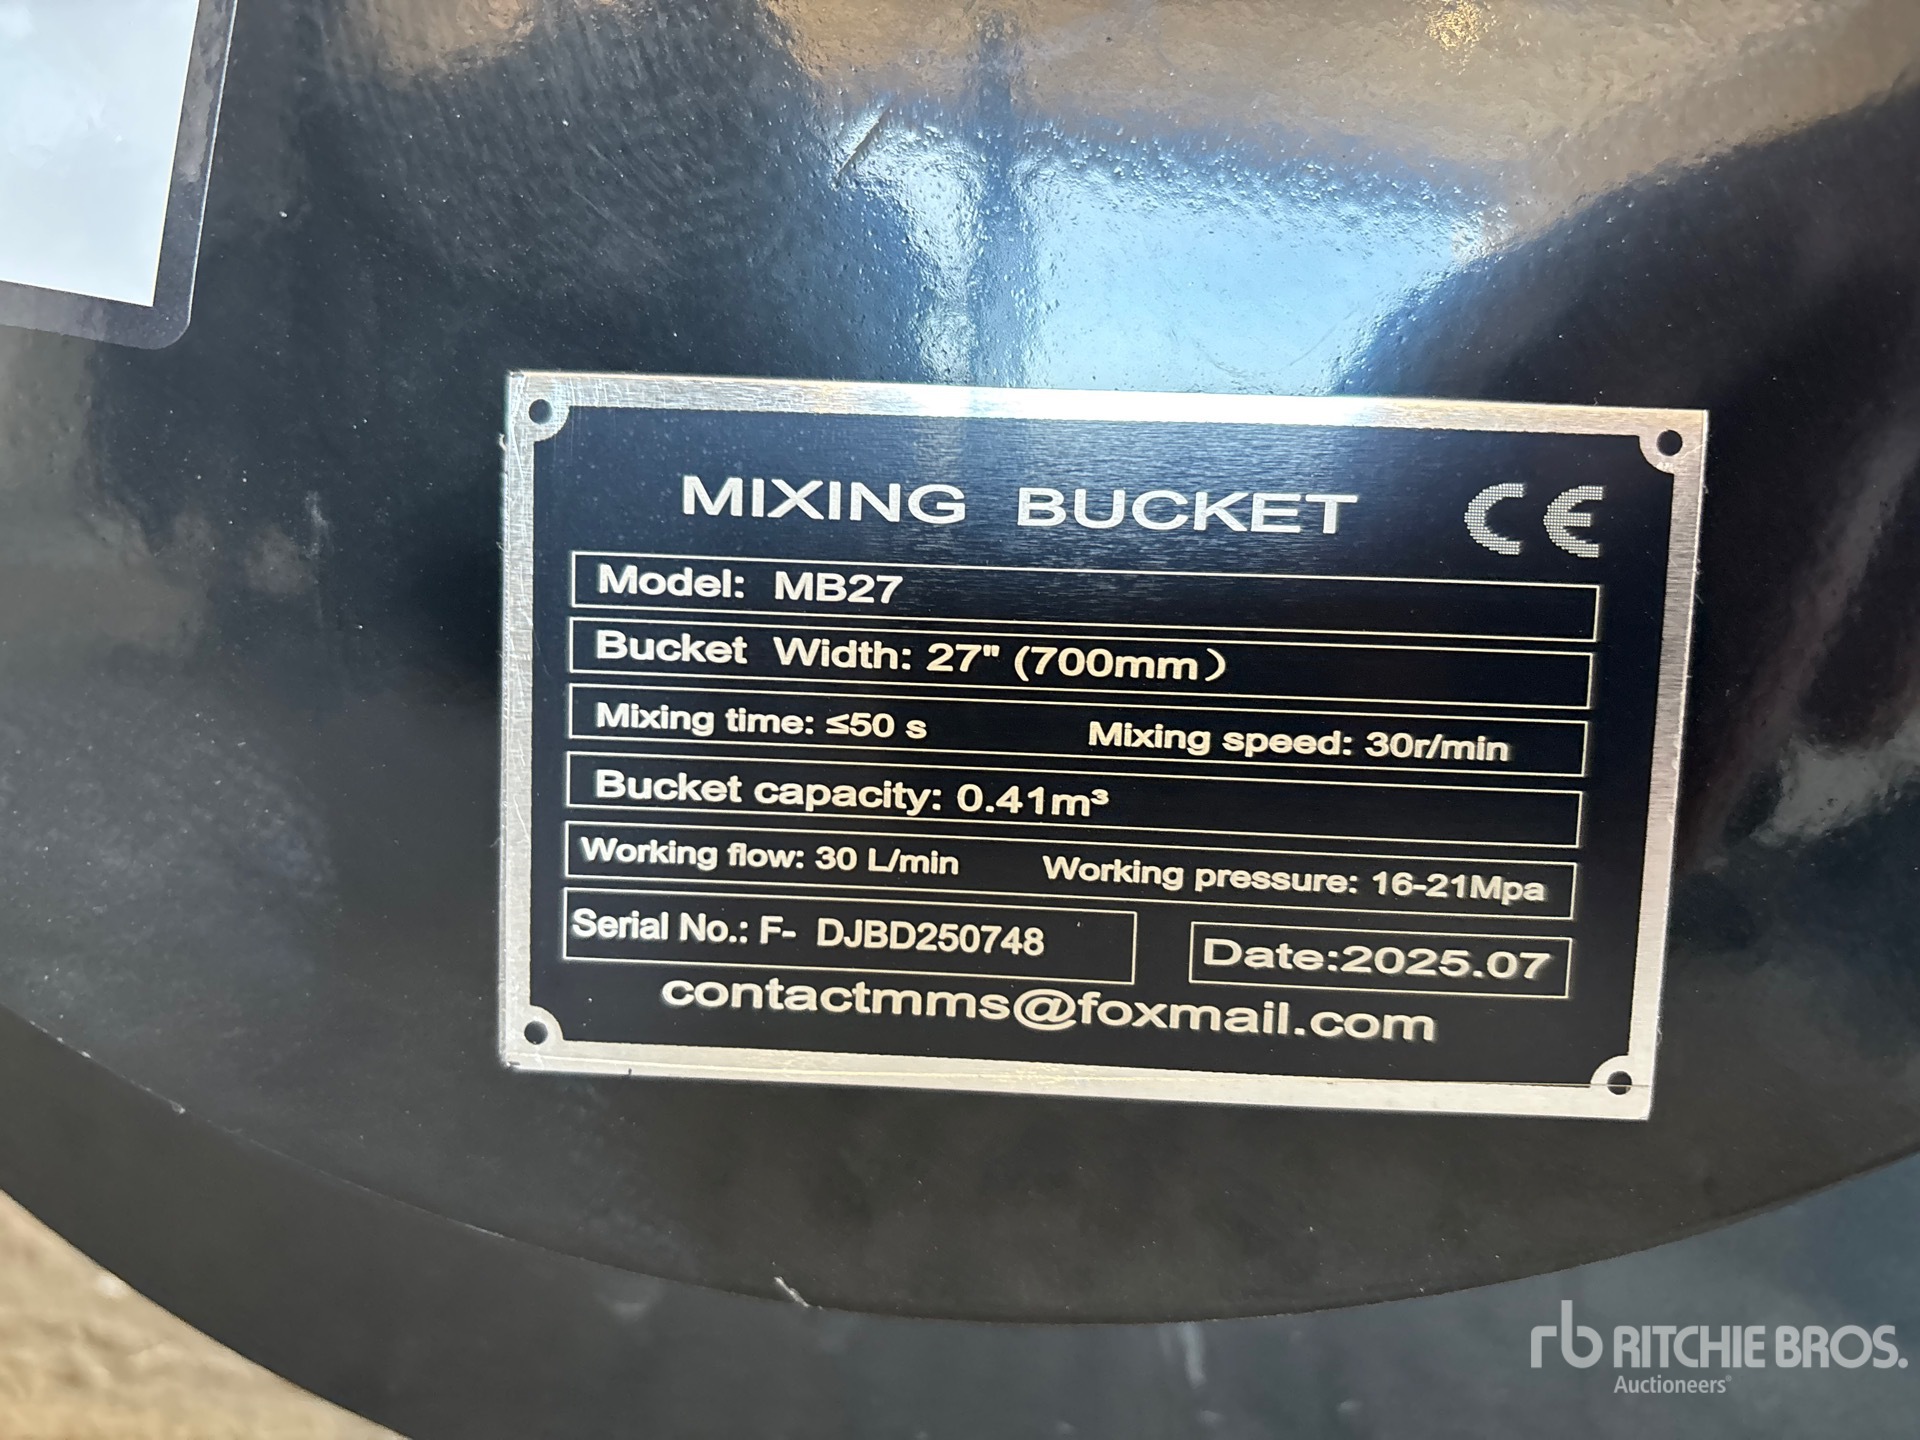 MIXING BUCKET CE
Model: MB27
Bucket Width: 27" (700mm)
Mixing time: ≤50 s Mixing speed: 30r/min
Bucket capacity: 0.41m³
Working flow: 30 L/min Working pressure: 16-21Mpa
Serial No.: F- DJBD250748 Date:2025.07
contactmms@foxmail.com
rb RITCHIE BROS.
Auctioneers